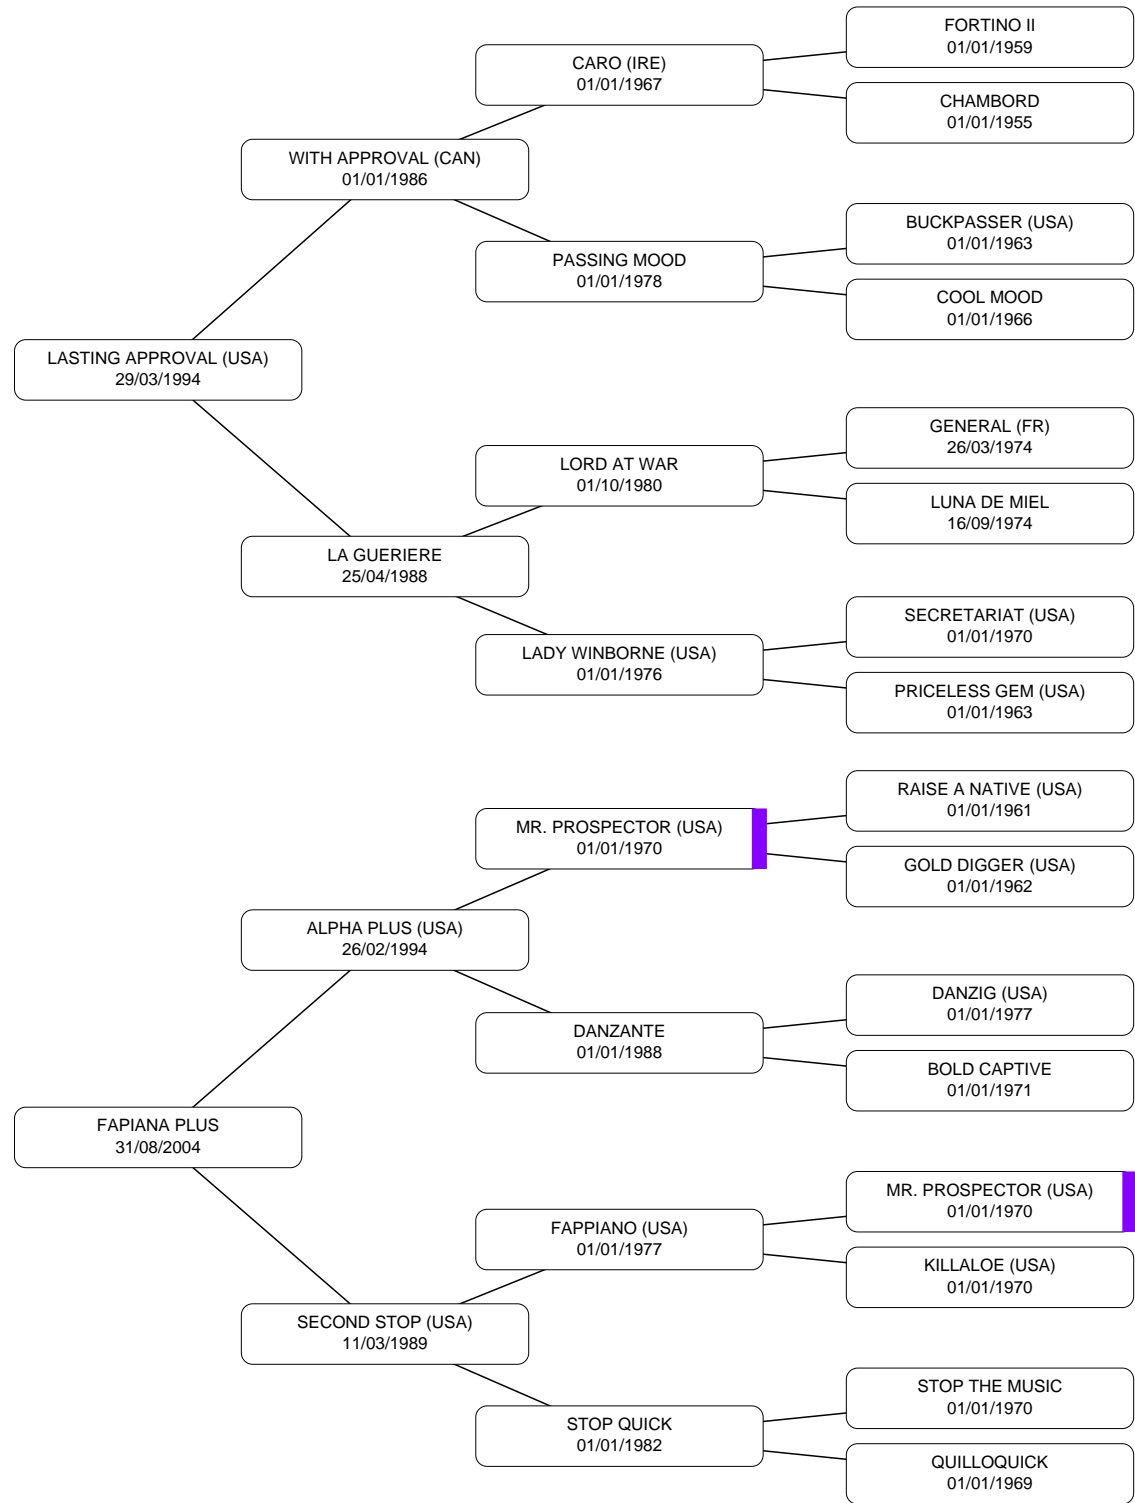 FORTINO II
01/01/1959
CARO (IRE)
01/01/1967
CHAMBORD
01/01/1955
WITH APPROVAL (CAN)
01/01/1986
BUCKPASSER (USA)
01/01/1963
PASSING MOOD
01/01/1978
COOL MOOD
01/01/1966
LASTING APPROVAL (USA)
29/03/1994
GENERAL (FR)
26/03/1974
LORD AT WAR
01/10/1980
LUNA DE MIEL
16/09/1974
LA GUERIERE
25/04/1988
SECRETARIAT (USA)
01/01/1970
LADY WINBORNE (USA)
01/01/1976
PRICELESS GEM (USA)
01/01/1963
RAISE A NATIVE (USA)
01/01/1961
MR. PROSPECTOR (USA)
01/01/1970
GOLD DIGGER (USA)
01/01/1962
ALPHA PLUS (USA)
26/02/1994
DANZIG (USA)
01/01/1977
DANZANTE
01/01/1988
BOLD CAPTIVE
01/01/1971
FAPIANA PLUS
31/08/2004
MR. PROSPECTOR (USA)
01/01/1970
FAPPIANO (USA)
01/01/1977
KILLALOE (USA)
01/01/1970
SECOND STOP (USA)
11/03/1989
STOP THE MUSIC
01/01/1970
STOP QUICK
01/01/1982
QUILLOQUICK
01/01/1969